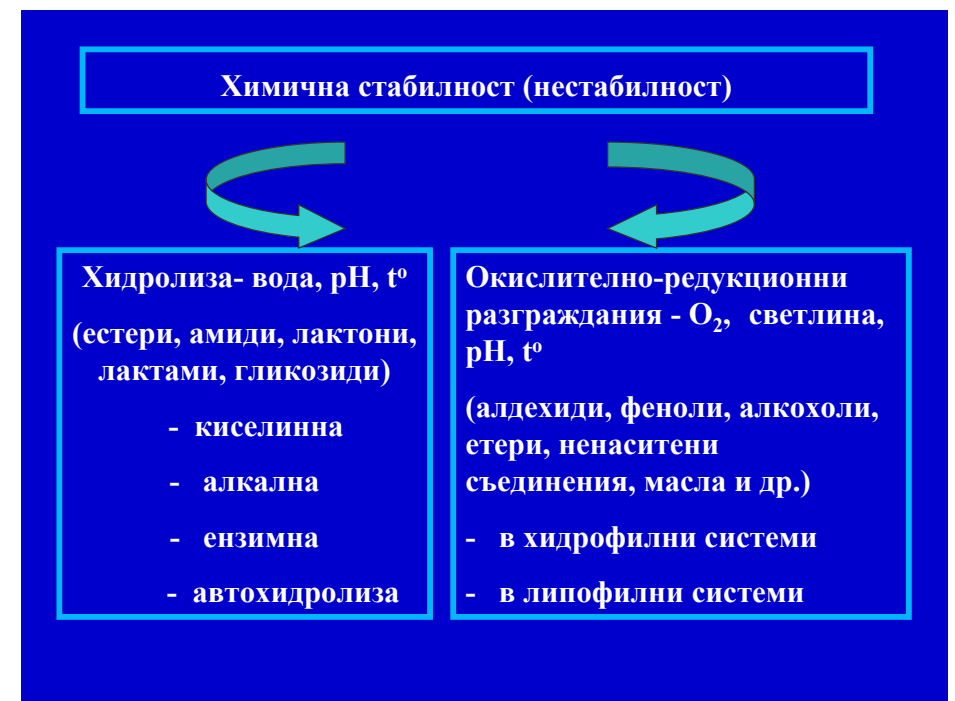 Химична стабилност (нестабилност)
Хидролиза- вода, pH, tº
(естери, амиди, лактони,
лактами, гликозиди)
- киселинна
- алкална
- ензимна
- автохидролиза
Окислително-редукционни
разграждания - O₂, светлина,
pH, tº
(алдехиди, феноли, алкохоли,
етери, ненаситени
съединения, масла и др.)
- в хидрофилни системи
- в липофилни системи